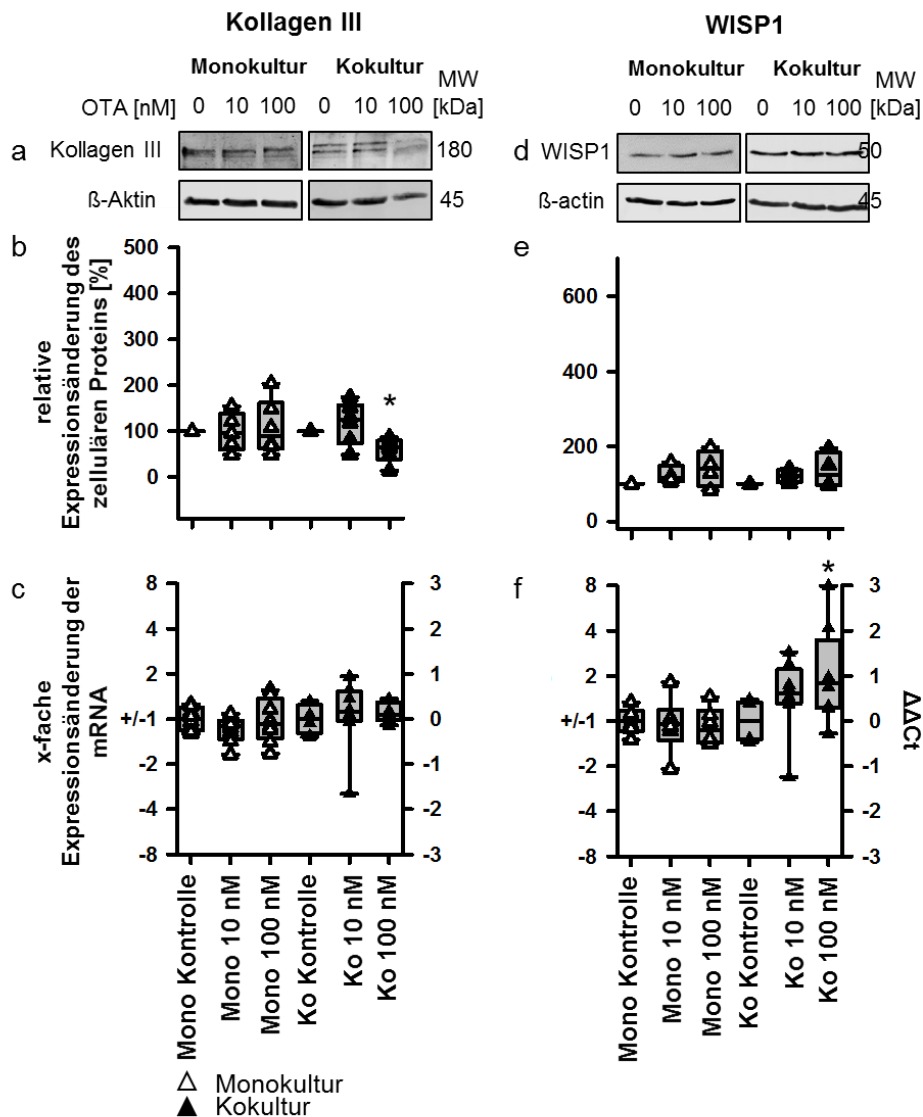 Kollagen III
WISP1
Monokultur Kokultur MW
OTA [nM] 0 10 100 0 10 100 [kDa]
a Kollagen III 180
ß-Aktin 45
Monokultur Kokultur MW
0 10 100 0 10 100 [kDa]
d WISP1 50
ß-actin 45
b
relative
Expressionsänderung des
zellulären Proteins [%]
500
400
300
200
100
0
*
e
600
400
200
0
c
x-fache
Expressionsänderung der
mRNA
8
4
2
+/-1
-2
-4
-8
3
2
1
0
-1
-2
-3
f
8
4
2
+/-1
-2
-4
-8
*
3
2
1
0
-1
-2
-3
ΔΔCt
Mono Kontrolle
Mono 10 nM
Mono 100 nM
Ko Kontrolle
Ko 10 nM
Ko 100 nM
Mono Kontrolle
Mono 10 nM
Mono 100 nM
Ko Kontrolle
Ko 10 nM
Ko 100 nM
Monokultur
Kokultur